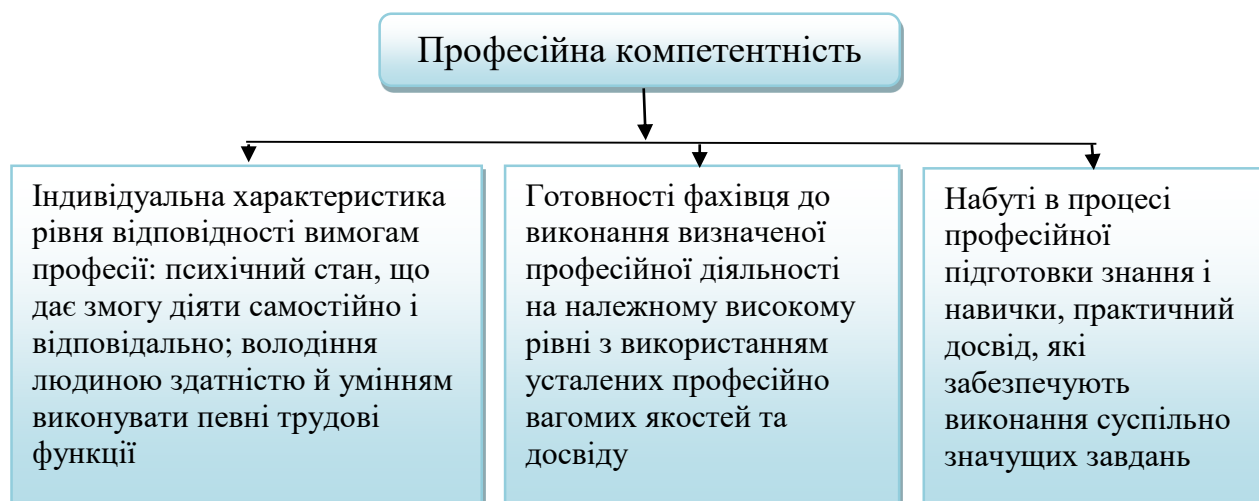 Професійна компетентність
Індивідуальна характеристика
рівня відповідності вимогам
професії: психічний стан, що
дає змогу діяти самостійно і
відповідально; володіння
людиною здатністю й умінням
виконувати певні трудові
функції
Готовності фахівця до
виконання визначеної
професійної діяльності
на належному високому
рівні з використанням
усталених професійно
вагомих якостей та
досвіду
Набуті в процесі
професійної
підготовки знання і
навички, практичний
досвід, які
забезпечують
виконання суспільно
значущих завдань